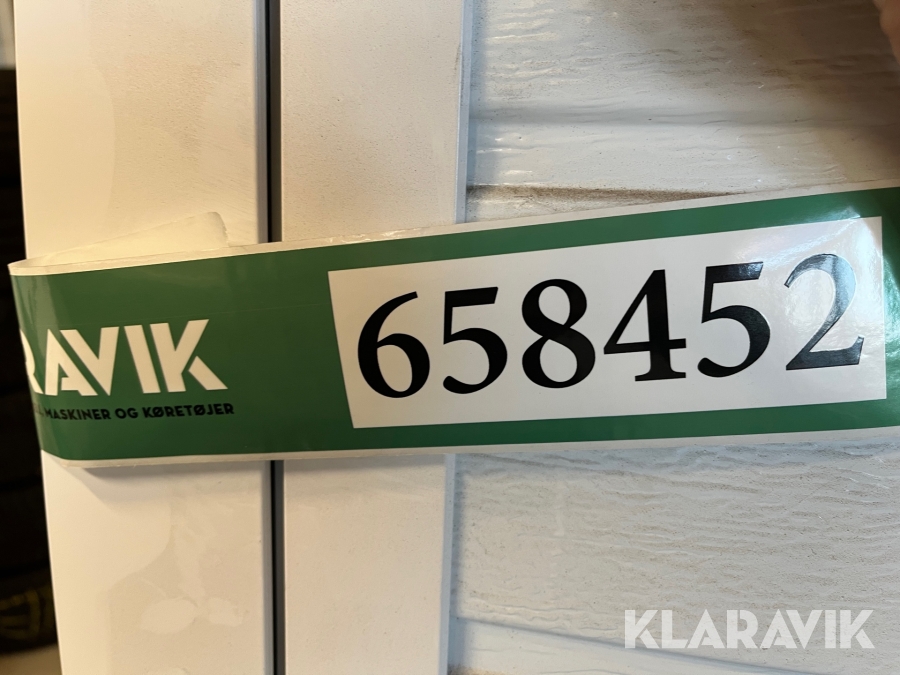 RAVIK
MASKINER OG KØRETØJER
658452
KLARAVIK